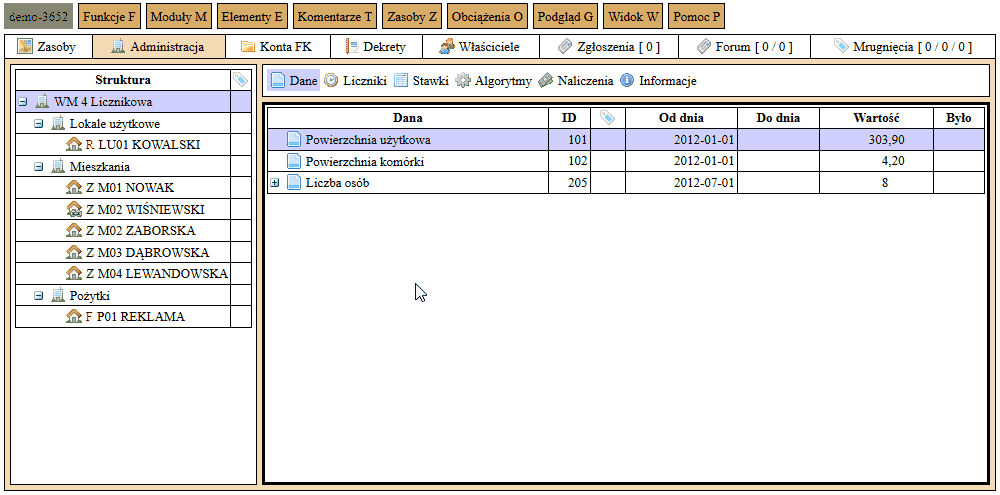 demo-3652 Funkcje F Moduły M Elementy E Komentarze T Zasoby Z Obciążenia O Podgląd G Widok W Pomoc P
Zasoby Administracja Konta FK Dekrety Właściciele Zgłoszenia [ 0 ] Forum [ 0 / 0 ] Mrugnięcia [ 0 / 0 / 0 ]
Struktura
WM 4 Licznikowa
Lokale użytkowe
R LU01 KOWALSKI
Mieszkania
Z M01 NOWAK
Z M02 WIŚNIEWSKI
Z M02 ZABORSKA
Z M03 DĄBROWSKA
Z M04 LEWANDOWSKA
Pożytki
F P01 REKLAMA
Dane Liczniki Stawki Algorytmy Naliczenia Informacje
Dana ID Od dnia Do dnia Wartość Było
Powierzchnia użytkowa 101 2012-01-01 303,90
Powierzchnia komórki 102 2012-01-01 4,20
Liczba osób 205 2012-07-01 8